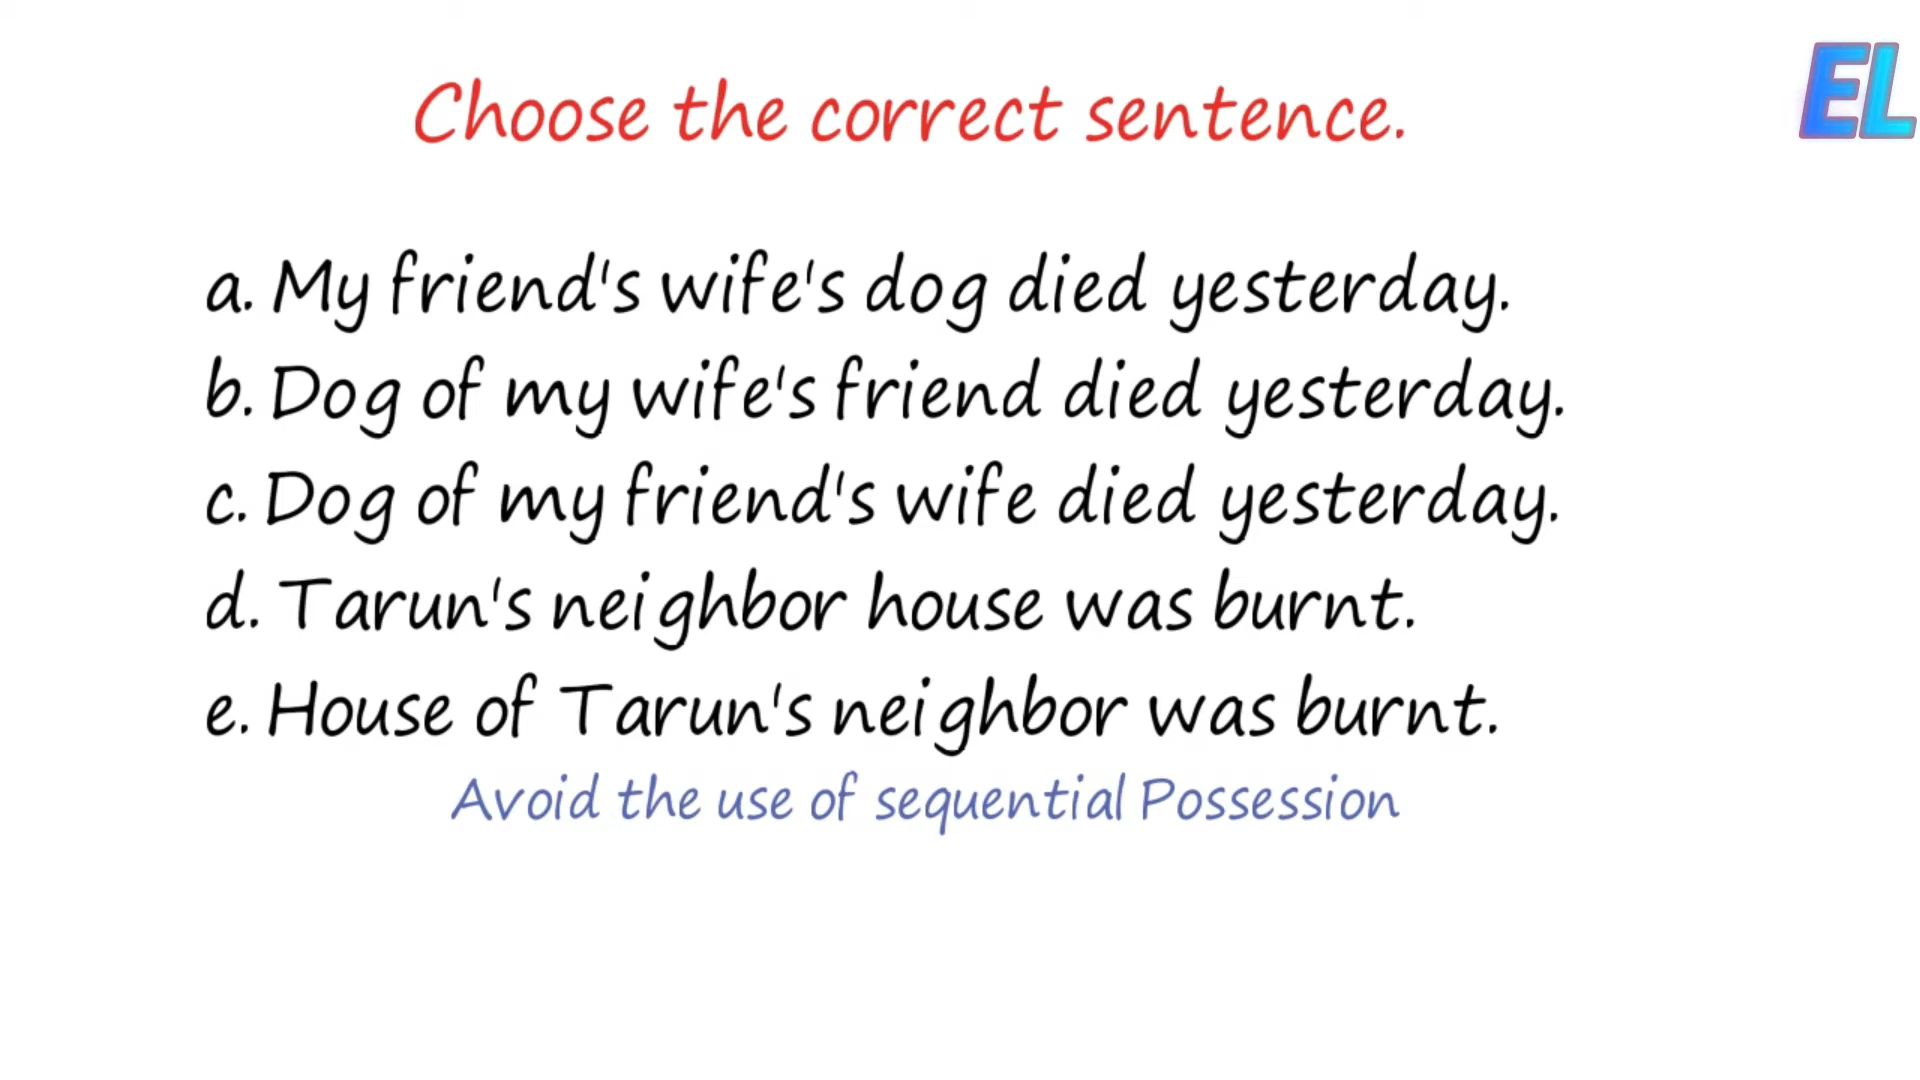 EL
Choose the correct sentence.
a. My friend's wife's dog died yesterday.
b. Dog of my wife's friend died yesterday.
c. Dog of my friend's wife died yesterday.
d. Tarun's neighbor house was burnt.
e. House of Tarun's neighbor was burnt.
Avoid the use of sequential Possession